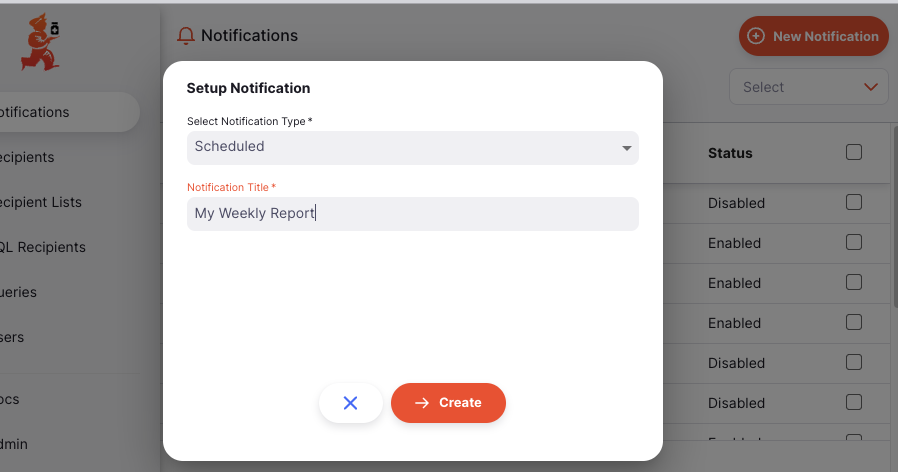 Notifications
New Notification
Select
Setup Notification
Select Notification Type *
Scheduled
Notification Title *
My Weekly Report
Create
otifications
ecipients
ecipient Lists
QL Recipients
ueries
sers
ocs
dmin
Status
Disabled
Enabled
Enabled
Enabled
Disabled
Disabled